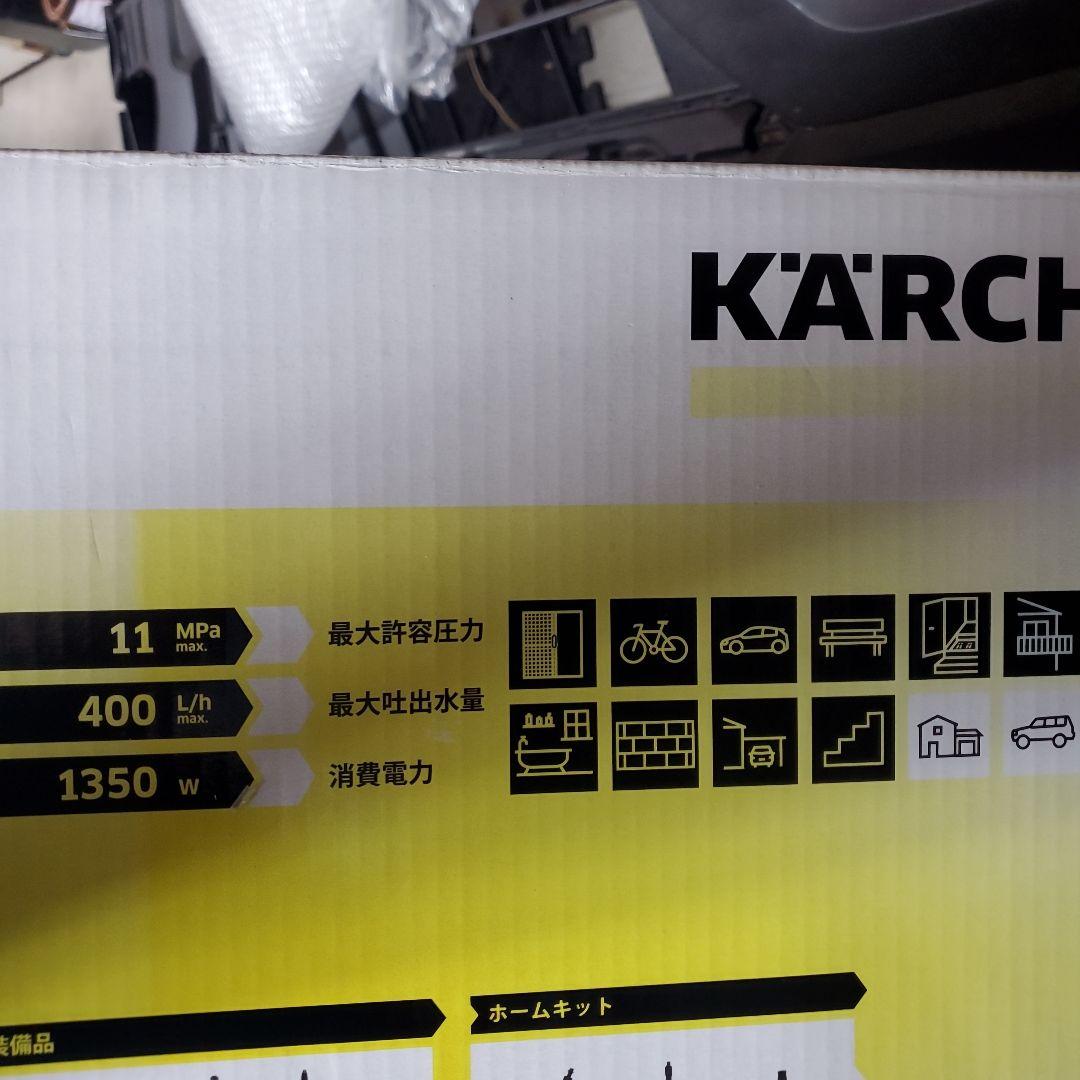 KÄRCH
11 MPa max. 最大許容圧力
400 L/h max. 最大吐出水量
1350 W 消費電力
装備品
ホームキット